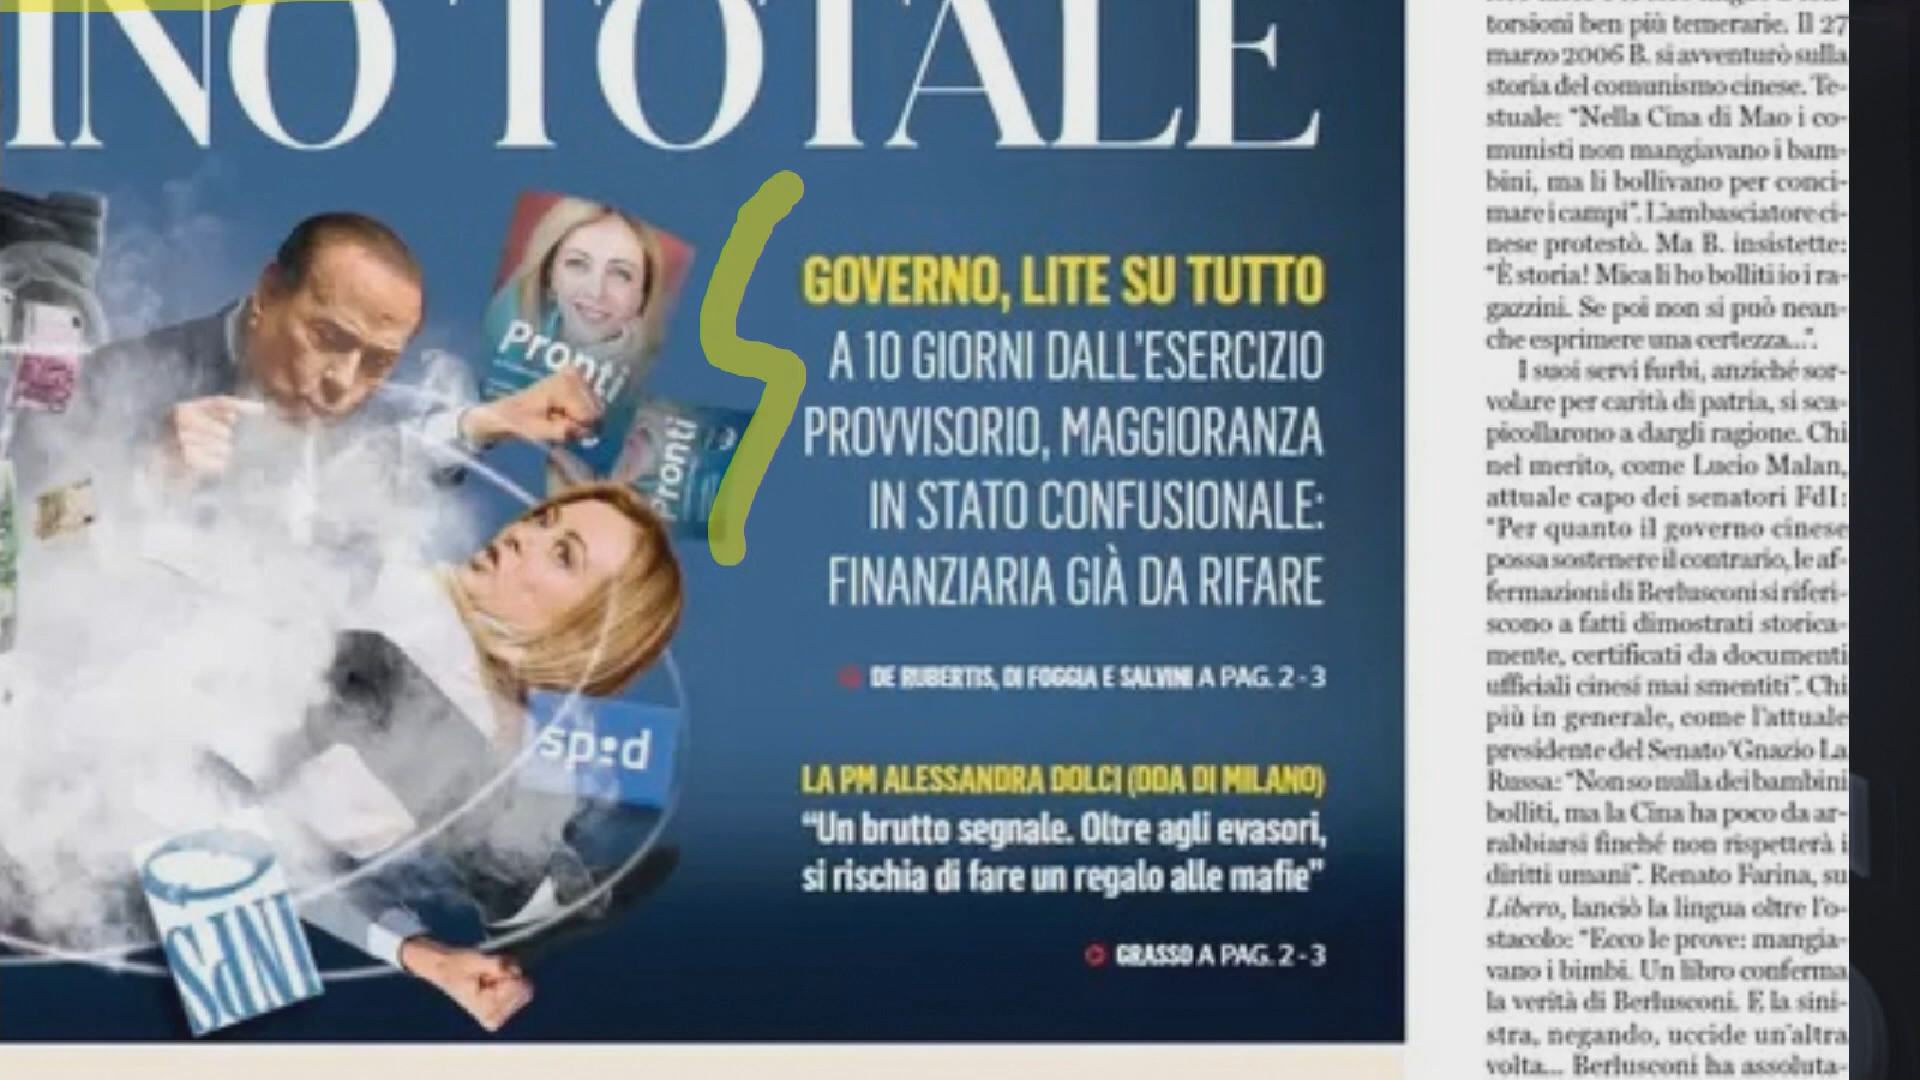 INO TOTALE
Pronti
Pronti
GOVERNO, LITE SU TUTTO
A 10 GIORNI DALL'ESERCIZIO
PROVVISORIO, MAGGIORANZA
IN STATO CONFUSIONALE:
FINANZIARIA GIÀ DA RIFARE
DE RUBERTIS, DI FOGGIA E SALVINI A PAG. 2-3
sp:d
LA PM ALESSANDRA DOLCI (DDA DI MILANO)
"Un brutto segnale. Oltre agli evasori,
si rischia di fare un regalo alle mafie"
GRASSO A PAG. 2-3
INPS
torsioni ben più temerarie. Il 27
marzo 2006 B. si avventurò sulla
storia del comunismo cinese. Te-
stuale: "Nella Cina di Mao i co-
munisti non mangiavano i bam-
bini, ma li bollivano per conci-
mare i campi". L'ambasciatore ci-
nese protestò. Ma B. insistette:
"È storia! Mica li ho bolliti io i ra-
gazzini. Se poi non si può nean-
che esprimere una certezza...".
I suoi servi furbi, anziché sor-
volare per carità di patria, si sca-
picollarono a dargli ragione. Chi
nel merito, come Lucio Malan,
attuale capo dei senatori FdI:
"Per quanto il governo cinese
possa sostenere il contrario, le af-
fermazioni di Berlusconi si riferi-
scono a fatti dimostrati storica-
mente, certificati da documenti
ufficiali cinesi mai smentiti". Chi
più in generale, come l'attuale
presidente del Senato 'Gnazio La
Russa: "Non so nulla dei bambini
bolliti, ma la Cina ha poco da ar-
rabbiarsi finché non rispetterà i
diritti umani". Renato Farina, su
Libero, lanciò la lingua oltre l'o-
stacolo: "Ecco le prove: mangia-
vano i bimbi. Un libro conferma
la verità di Berlusconi. E la sini-
stra, negando, uccide un'altra
volta... Berlusconi ha assoluta-